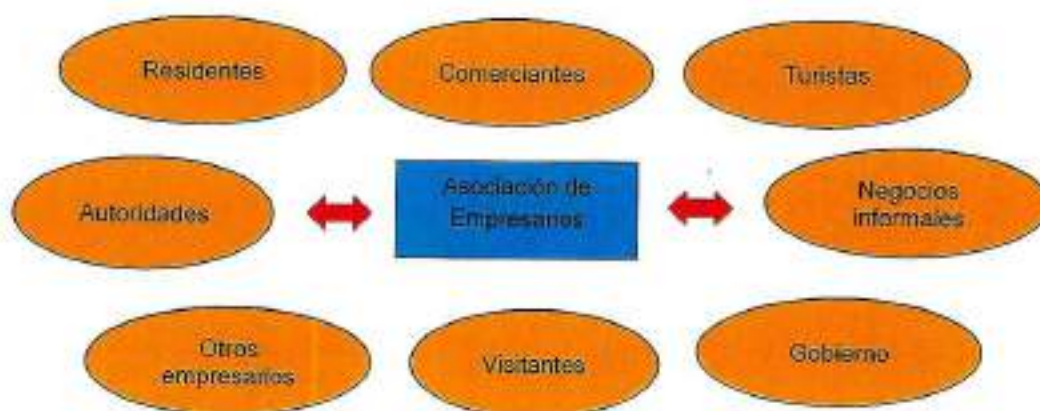 Residentes
Comerciantes
Turistas
Autoridades
Asociación de
Empresarios
Negocios
informales
Otros
empresarios
Visitantes
Gobierno